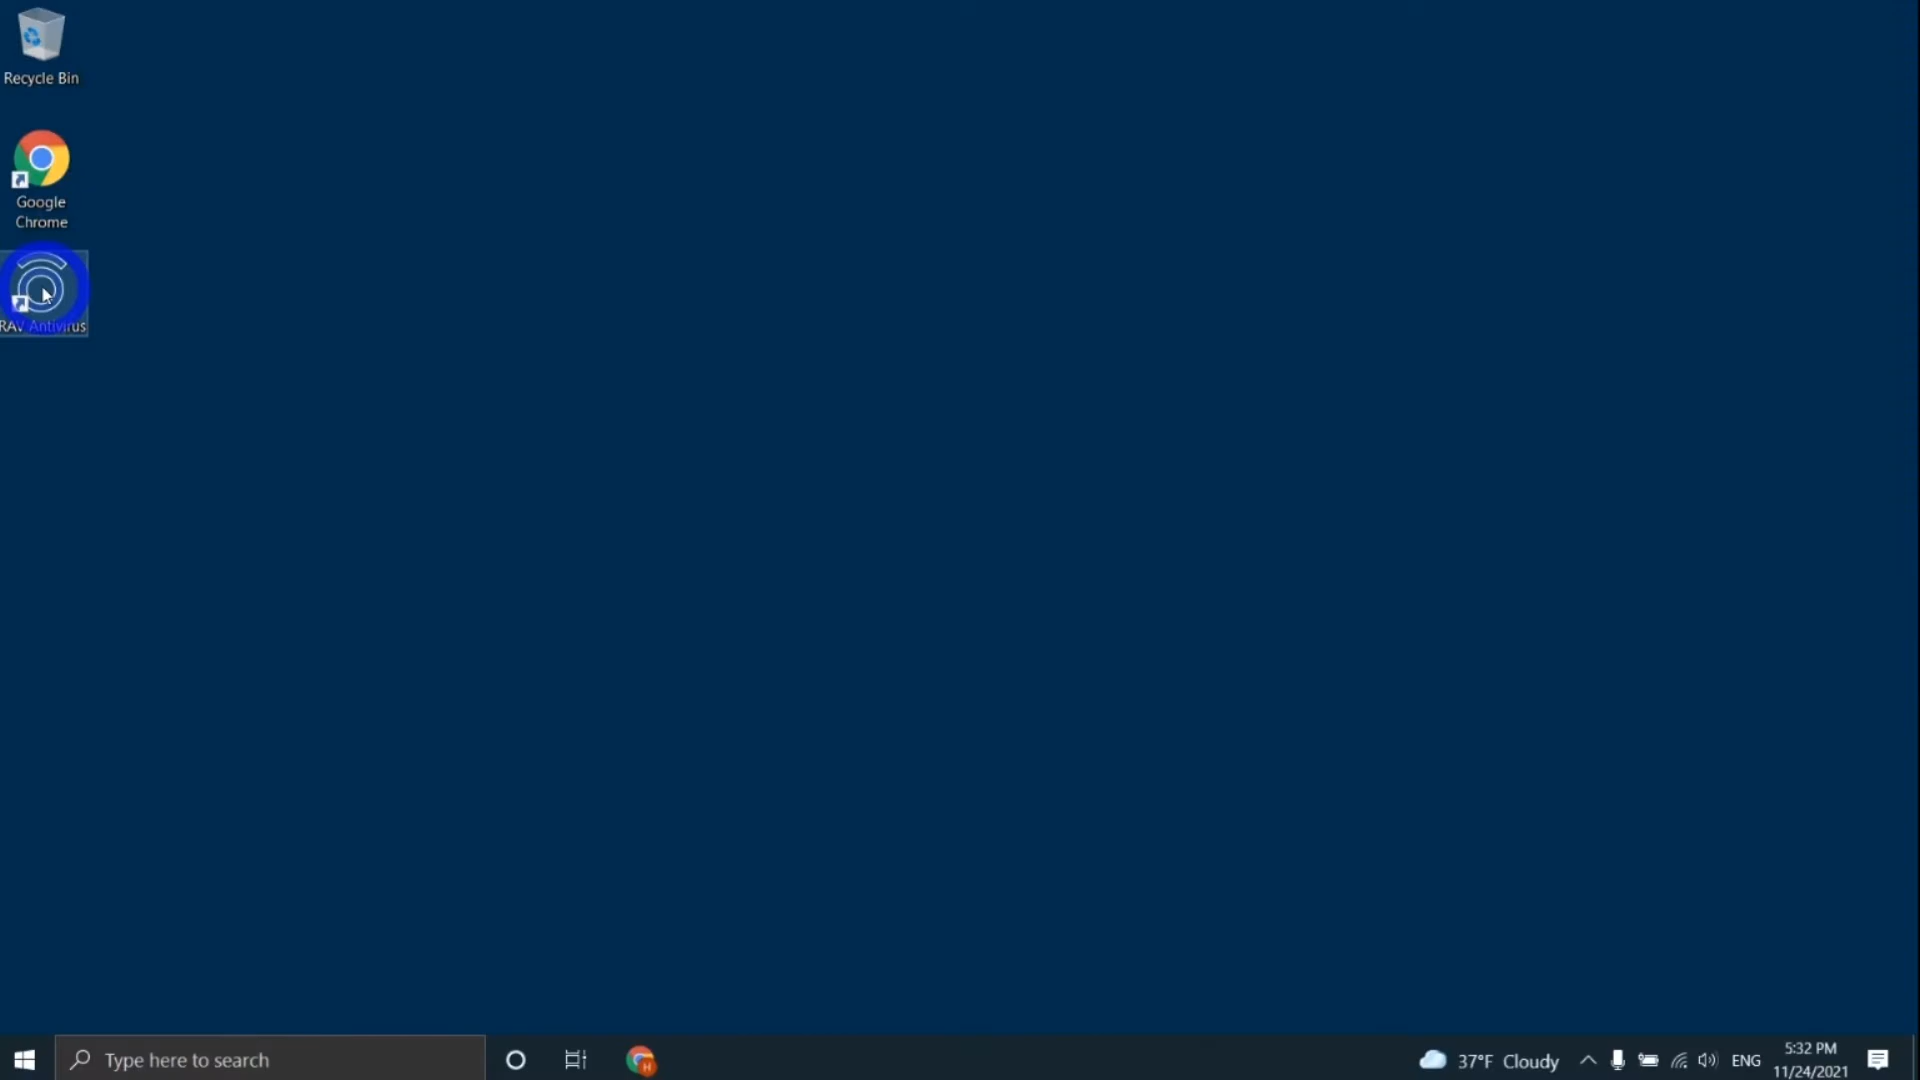 Recycle Bin
Google
Chrome
RAV Antivirus
Type here to search
37°F Cloudy
ENG
5:32 PM
11/24/2021
H